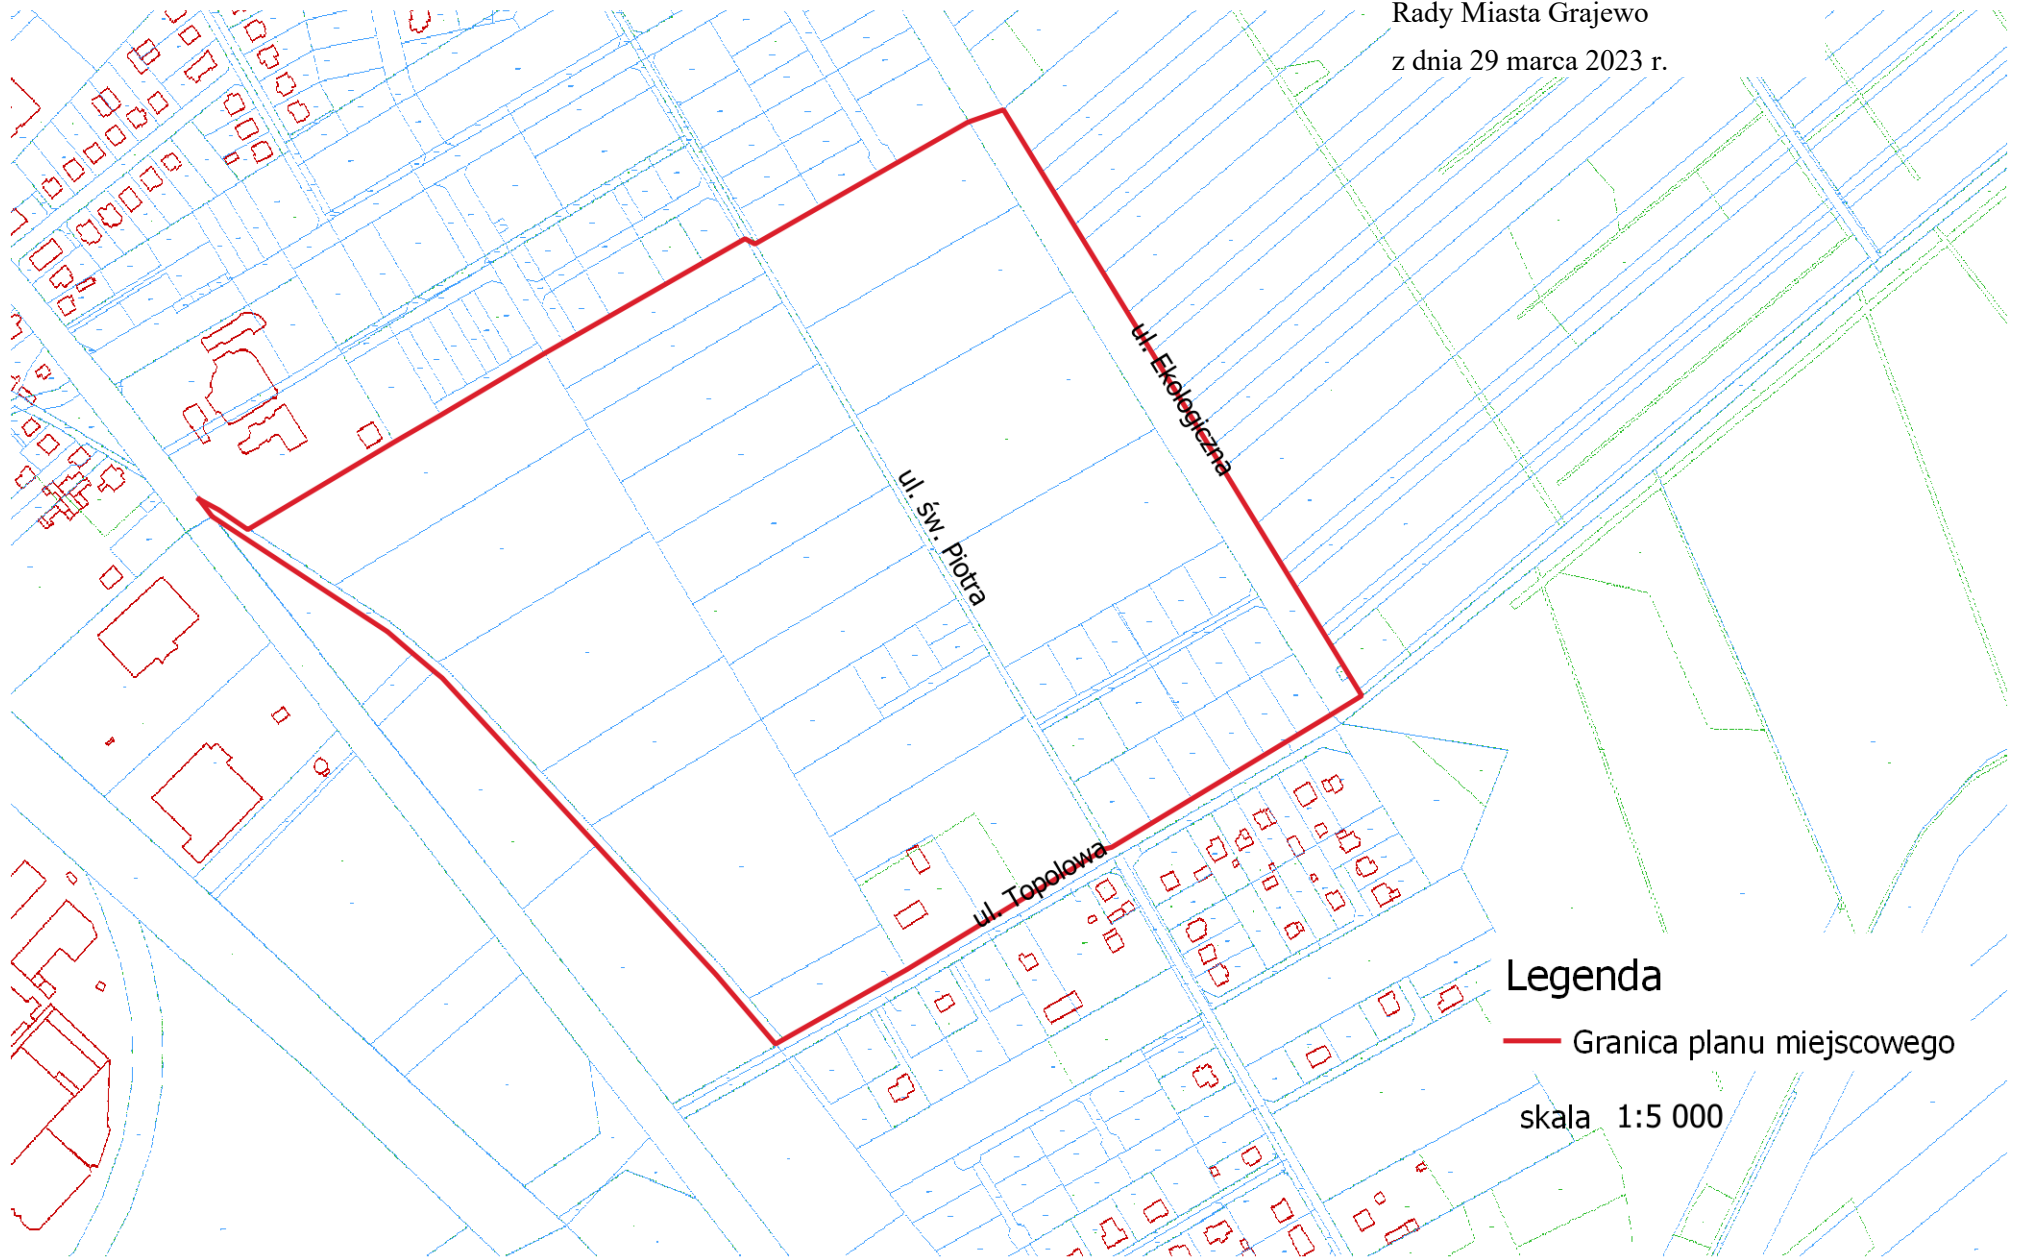 Rady Miasta Grajewo
z dnia 29 marca 2023 r.
ul. Ekologiczna
ul. św. Piotra
ul. Topolowa
Legenda
Granica planu miejscowego
skala 1:5 000